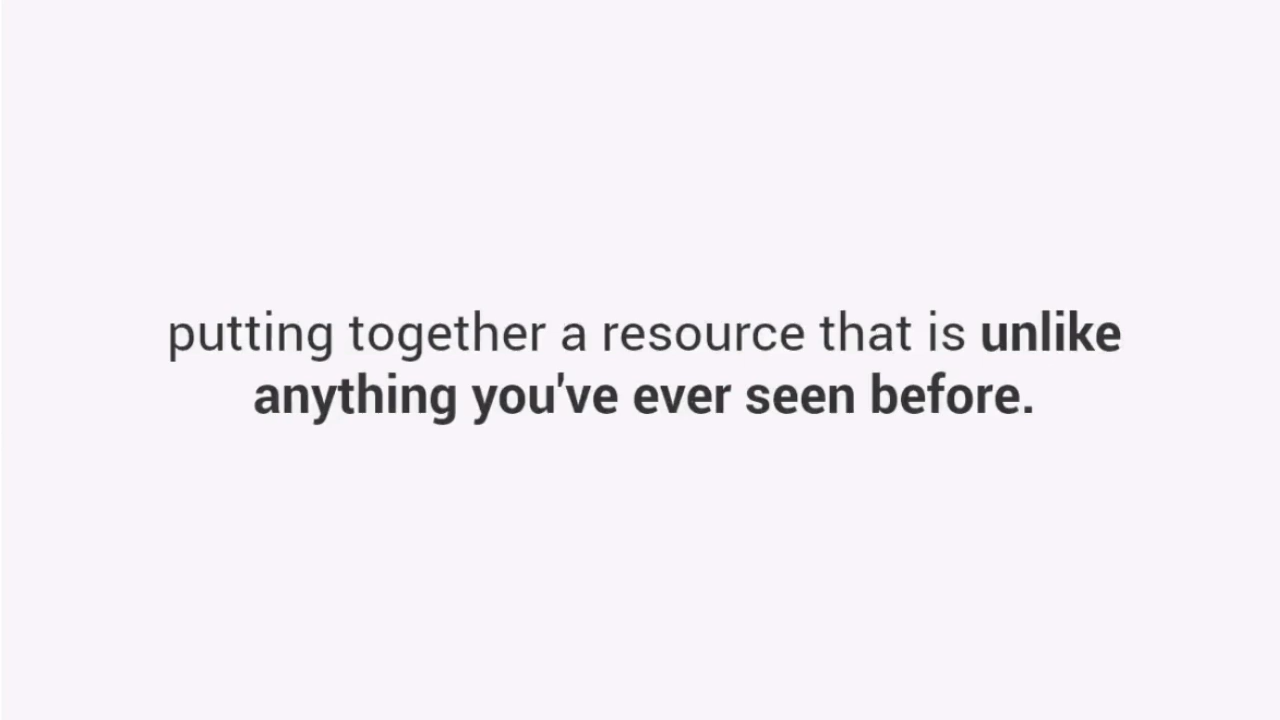 putting together a resource that is unlike
anything you've ever seen before.